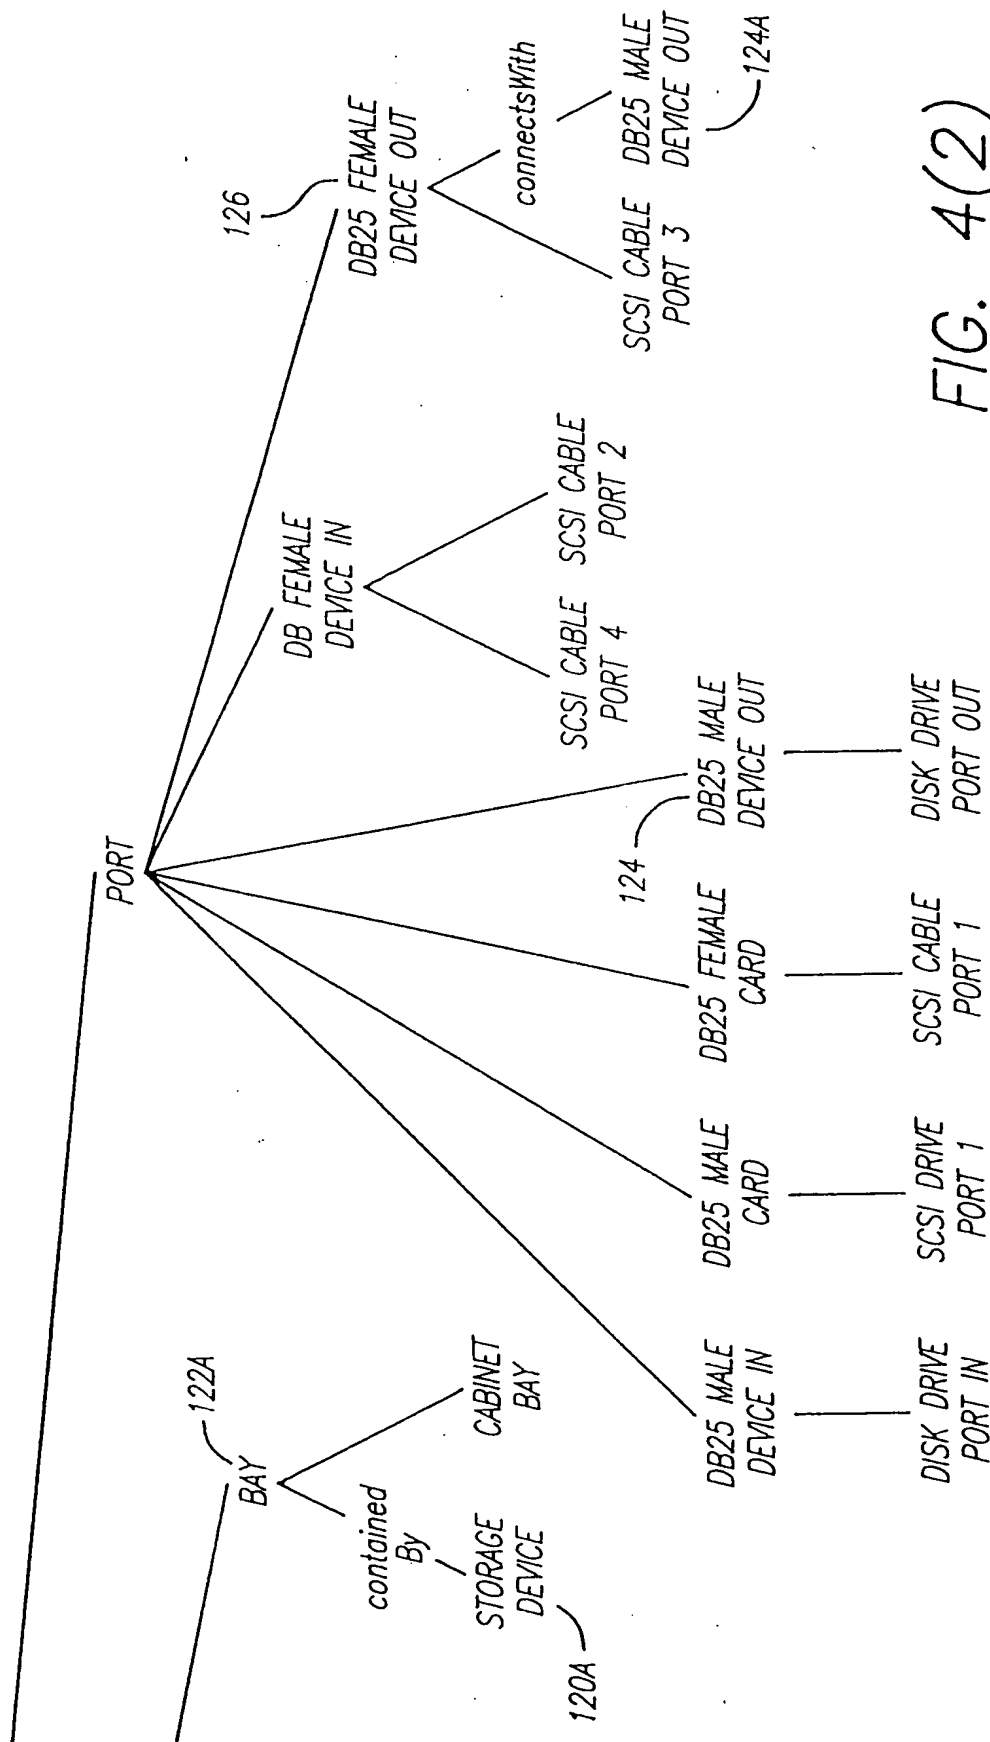 PORT
122A
BAY
contained
By
STORAGE
DEVICE
120A
CABINET
BAY
126
DB25 FEMALE
DEVICE OUT
connectsWith
SCSI CABLE
PORT 3
DB25 MALE
DEVICE OUT
124A
DB FEMALE
DEVICE IN
SCSI CABLE
PORT 4
SCSI CABLE
PORT 2
DB25 MALE
DEVICE IN
DISK DRIVE
PORT IN
DB25 MALE
CARD
SCSI DRIVE
PORT 1
DB25 FEMALE
CARD
SCSI CABLE
PORT 1
124
DB25 MALE
DEVICE OUT
DISK DRIVE
PORT OUT
FIG. 4(2)